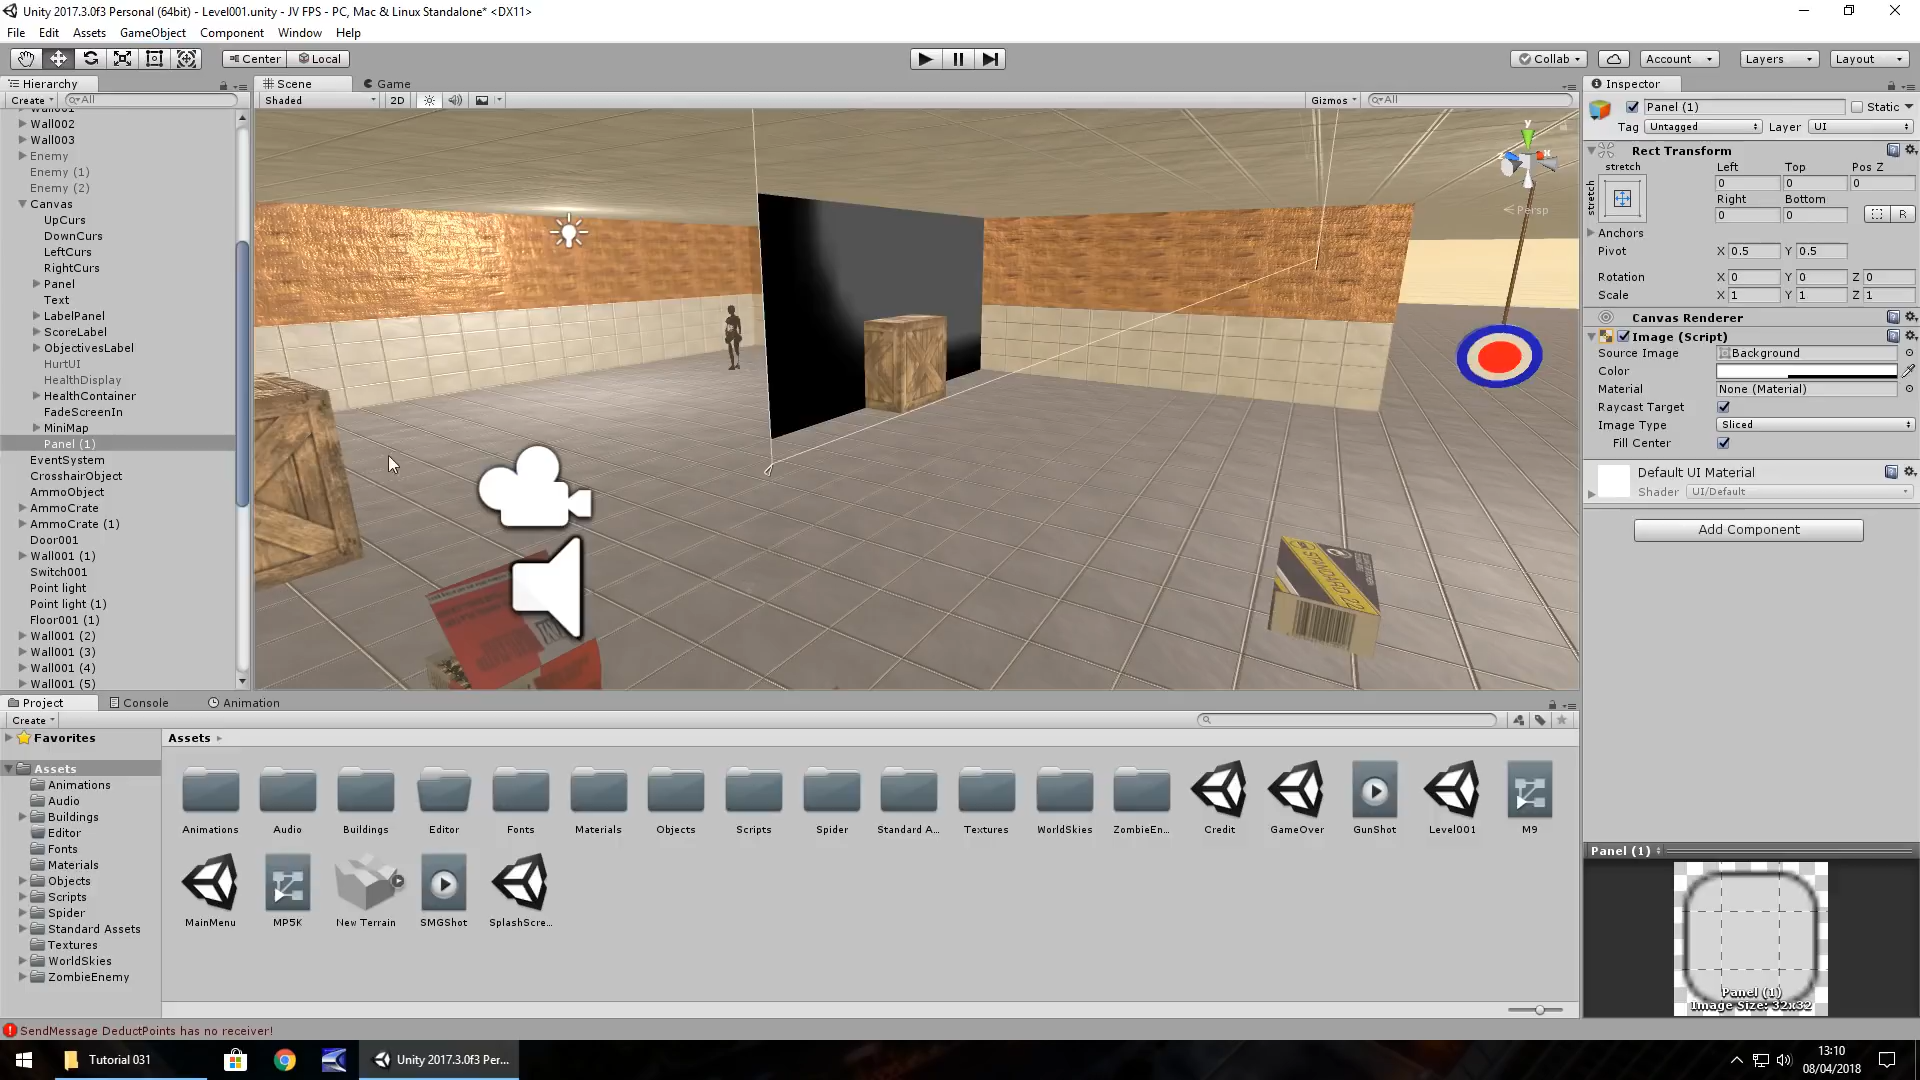 Unity 2017.3.0f3 Personal (64bit) - Level001.unity - JV FPS - PC, Mac & Linux Standalone* <DX11>
File Edit Assets GameObject Component Window Help
Center Local
Collab Account Layers Layout
Hierarchy
Create All
Wall001
Wall002
Wall003
Enemy
Enemy (1)
Enemy (2)
Canvas
UpCurs
DownCurs
LeftCurs
RightCurs
Panel
Text
LabelPanel
ScoreLabel
ObjectivesLabel
HurtUI
HealthDisplay
HealthContainer
FadeScreenIn
MiniMap
Panel (1)
EventSystem
CrosshairObject
AmmoObject
AmmoCrate
AmmoCrate (1)
Door001
Wall001 (1)
Switch001
Point light
Point light (1)
Floor001 (1)
Wall001 (2)
Wall001 (3)
Wall001 (4)
Wall001 (5)
Scene Game
Shaded 2D Gizmos All
y
x
Persp
STANDARD 22
Inspector
Panel (1) Static
Tag Untagged Layer UI
Rect Transform
stretch
stretch
Left Top Pos Z
0 0 0
Right Bottom
0 0 R
Anchors
Pivot X 0.5 Y 0.5
Rotation X 0 Y 0 Z 0
Scale X 1 Y 1 Z 1
Canvas Renderer
Image (Script)
Source Image Background
Color
Material None (Material)
Raycast Target
Image Type Sliced
Fill Center
Default UI Material
Shader UI/Default
Add Component
Panel (1)
Panel (1)
Image Size: 32x32
Project Console Animation
Create
Favorites
Assets
Animations
Audio
Buildings
Editor
Fonts
Materials
Objects
Scripts
Spider
Standard Assets
Textures
WorldSkies
ZombieEnemy
Assets
Animations Audio Buildings Editor Fonts Materials Objects Scripts Spider Standard A... Textures WorldSkies ZombieEn... Credit GameOver GunShot Level001 M9
MainMenu MP5K New Terrain SMGShot SplashScre...
SendMessage DeductPoints has no receiver!
Tutorial 031
Unity 2017.3.0f3 Per...
13:10
08/04/2018